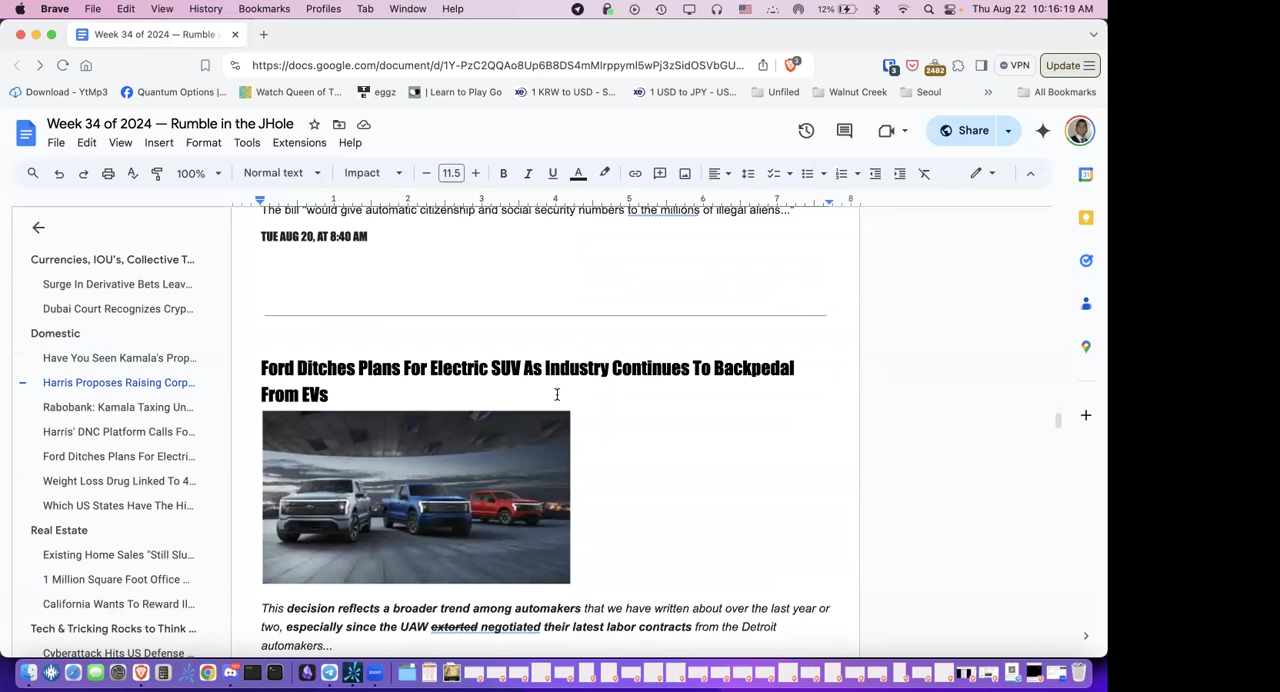 Brave File Edit View History Bookmarks Profiles Tab Window Help 12% Thu Aug 22 10:16:19 AM
Week 34 of 2024 — Rumble
https://docs.google.com/document/d/1Y-PzC2QQAo8Up6B8DS4mMlrppyml5wPj3zSidOSVbGU... 3 3 2482 VPN Update
Download - YtMp3 Quantum Options |... Watch Queen of T... eggz | Learn to Play Go 1 KRW to USD - S... 1 USD to JPY - US... Unfiled Walnut Creek Seoul » All Bookmarks
Week 34 of 2024 — Rumble in the JHole
File Edit View Insert Format Tools Extensions Help Share
100% Normal text Impact − 11.5 + B I U A
1 2 3 4 5 6 7 8
Currencies, IOU's, Collective T...
Surge In Derivative Bets Leav...
Dubai Court Recognizes Cryp...
Domestic
Have You Seen Kamala's Prop...
Harris Proposes Raising Corp...
Rabobank: Kamala Taxing Un...
Harris' DNC Platform Calls Fo...
Ford Ditches Plans For Electri...
Weight Loss Drug Linked To 4...
Which US States Have The Hi...
Real Estate
Existing Home Sales "Still Slu...
1 Million Square Foot Office ...
California Wants To Reward Il...
Tech & Tricking Rocks to Think ...
Cyberattack Hits US Defense ...
The bill "would give automatic citizenship and social security numbers to the millions of illegal aliens..."
TUE AUG 20, AT 8:40 AM
Ford Ditches Plans For Electric SUV As Industry Continues To Backpedal
From EVs
This decision reflects a broader trend among automakers that we have written about over the last year or
two, especially since the UAW extorted negotiated their latest labor contracts from the Detroit
automakers...